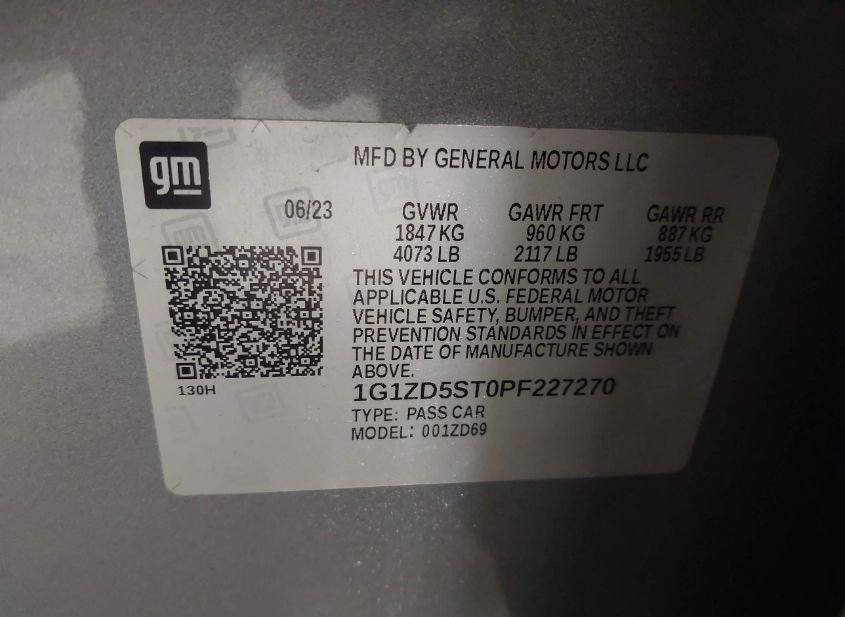 gm
MFD BY GENERAL MOTORS LLC
06/23
GVWR GAWR FRT GAWR RR
1847 KG 960 KG 887 KG
4073 LB 2117 LB 1955 LB
THIS VEHICLE CONFORMS TO ALL
APPLICABLE U.S. FEDERAL MOTOR
VEHICLE SAFETY, BUMPER, AND THEFT
PREVENTION STANDARDS IN EFFECT ON
THE DATE OF MANUFACTURE SHOWN
ABOVE.
130H
1G1ZD5ST0PF227270
TYPE: PASS CAR
MODEL: 001ZD69